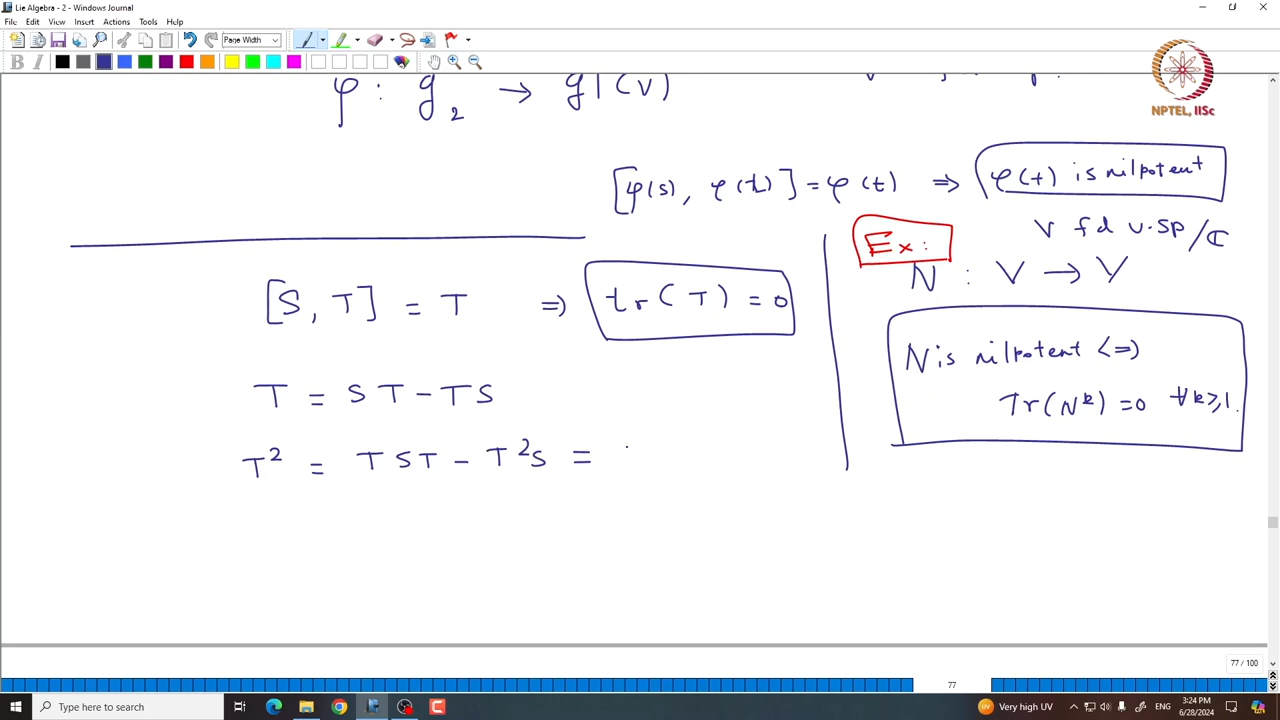 Lie Algebra - 2 - Windows Journal
File Edit View Insert Actions Tools Help
Page Width
B I
NPTEL, IISc
φ : g₂ → gl(V)
[φ(s), φ(t)] = φ(t) ⇒ φ(t) is nilpotent
Ex:
V fd v.sp/ℂ
N : V → V
[S, T] = T ⇒ tr(T) = 0
N is nilpotent <=>
Tr(N^k) = 0 ∀k≥1.
T = ST - TS
T² = TST - T²S =
77 / 100
77
Type here to search
Very high UV
ENG
3:24 PM
6/28/2024